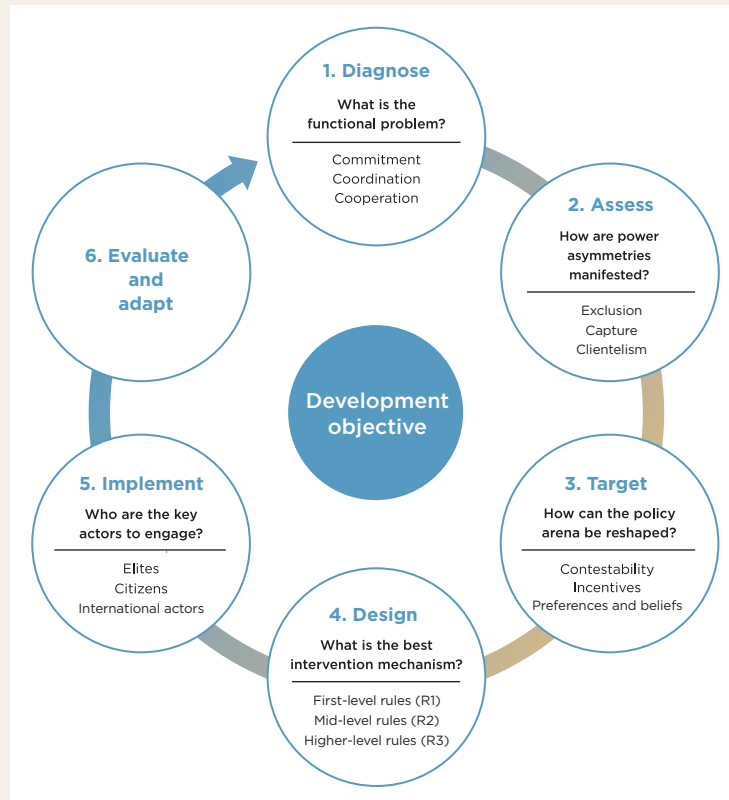 1. Diagnose
What is the
functional problem?
Commitment
Coordination
Cooperation
2. Assess
How are power
asymmetries
manifested?
Exclusion
Capture
Clientelism
3. Target
How can the policy
arena be reshaped?
Contestability
Incentives
Preferences and beliefs
4. Design
What is the best
intervention mechanism?
First-level rules (R1)
Mid-level rules (R2)
Higher-level rules (R3)
5. Implement
Who are the key
actors to engage?
Elites
Citizens
International actors
6. Evaluate
and
adapt
Development
objective